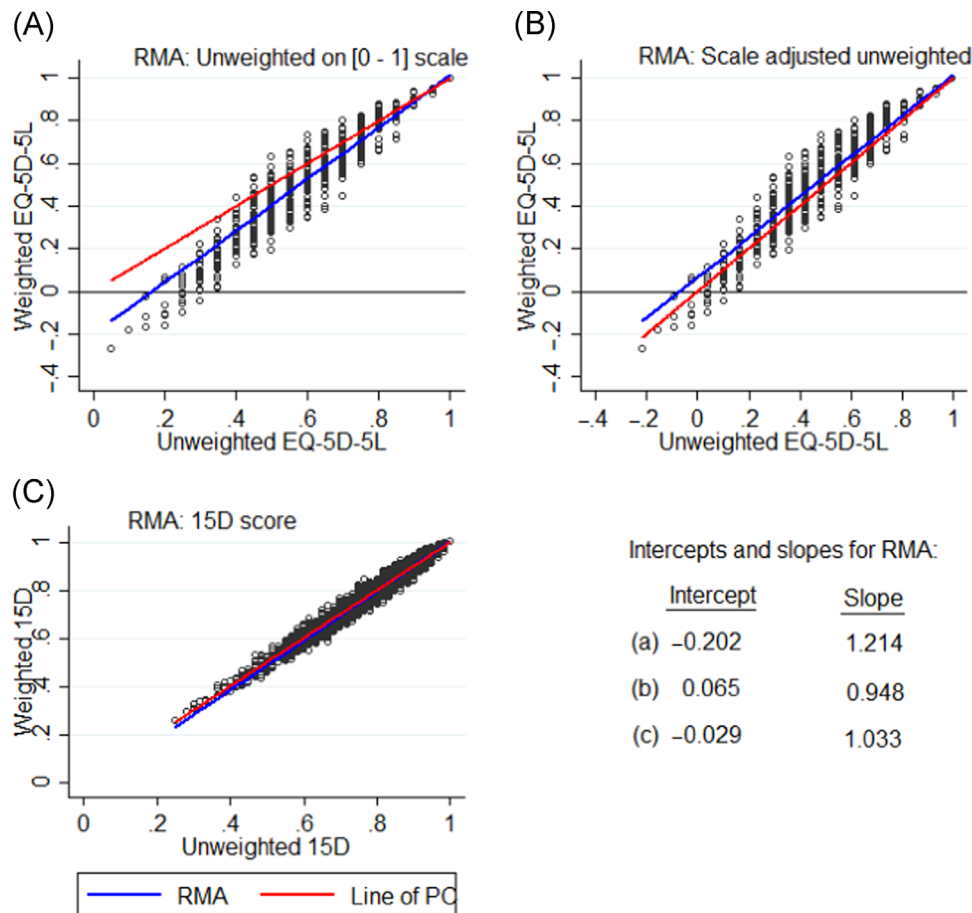 (A)
RMA: Unweighted on [0 - 1] scale
Weighted EQ-5D-5L
1
.8
.6
.4
.2
0
-.2
-.4
0 .2 .4 .6 .8 1
Unweighted EQ-5D-5L
(B)
RMA: Scale adjusted unweighted
Weighted EQ-5D-5L
1
.8
.6
.4
.2
0
-.2
-.4
-.4 -.2 0 .2 .4 .6 .8 1
Unweighted EQ-5D-5L
(C)
RMA: 15D score
Weighted 15D
1
.8
.6
.4
.2
0
0 .2 .4 .6 .8 1
Unweighted 15D
RMA Line of PC
Intercepts and slopes for RMA:
Intercept Slope
(a) -0.202 1.214
(b) 0.065 0.948
(c) -0.029 1.033